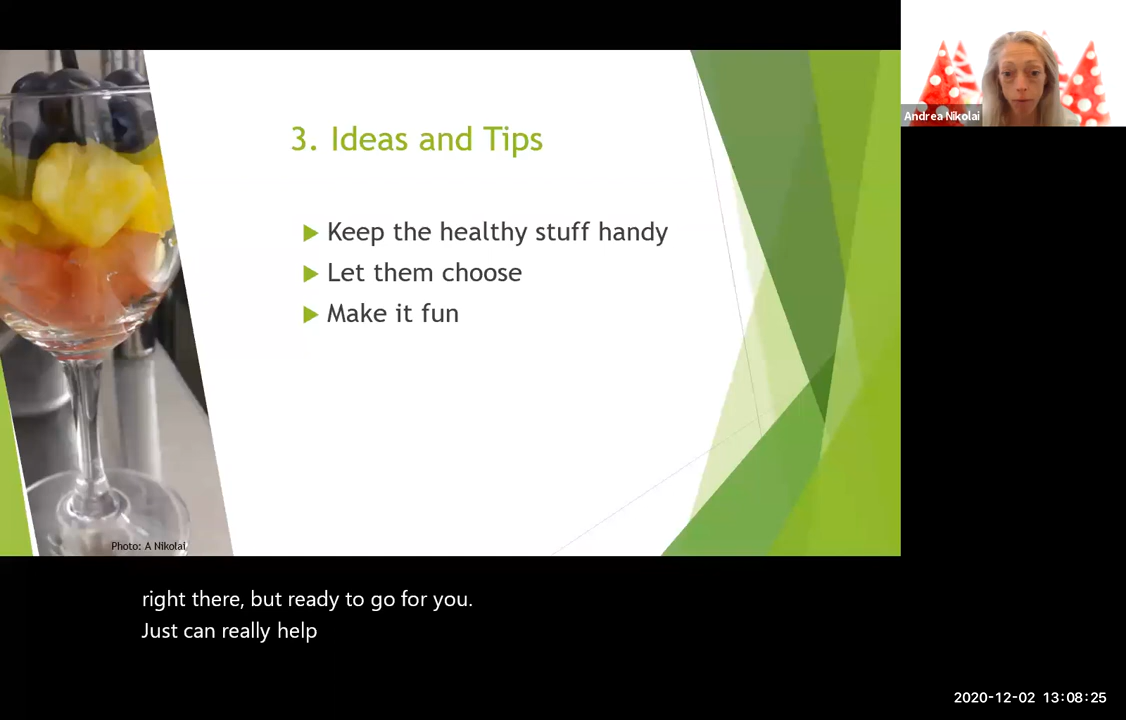 Andrea Nikolai
3. Ideas and Tips
Keep the healthy stuff handy
Let them choose
Make it fun
Photo: A Nikolai
right there, but ready to go for you.
Just can really help
2020-12-02 13:08:25